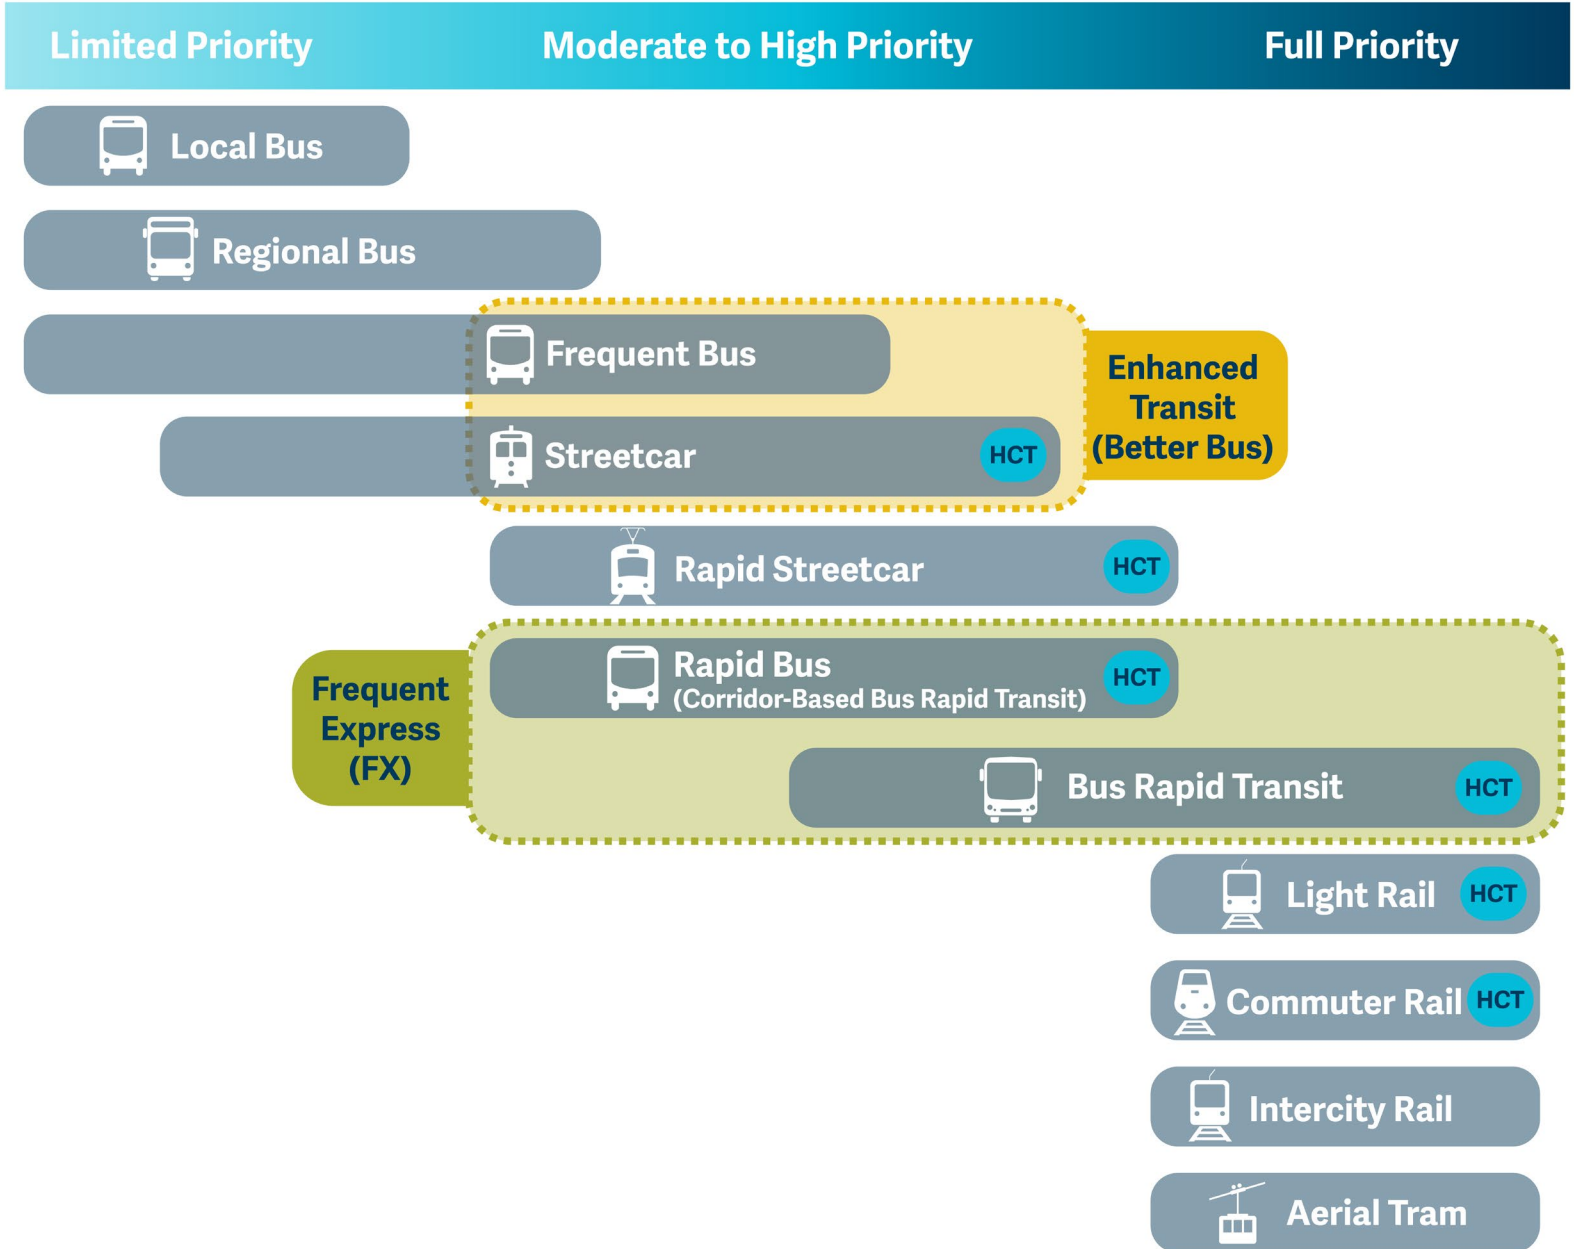 Limited Priority
Moderate to High Priority
Full Priority
Local Bus
Regional Bus
Frequent Bus
Streetcar
HCT
Enhanced
Transit
(Better Bus)
Rapid Streetcar
HCT
Frequent
Express
(FX)
Rapid Bus
(Corridor-Based Bus Rapid Transit)
HCT
Bus Rapid Transit
HCT
Light Rail
HCT
Commuter Rail
HCT
Intercity Rail
Aerial Tram